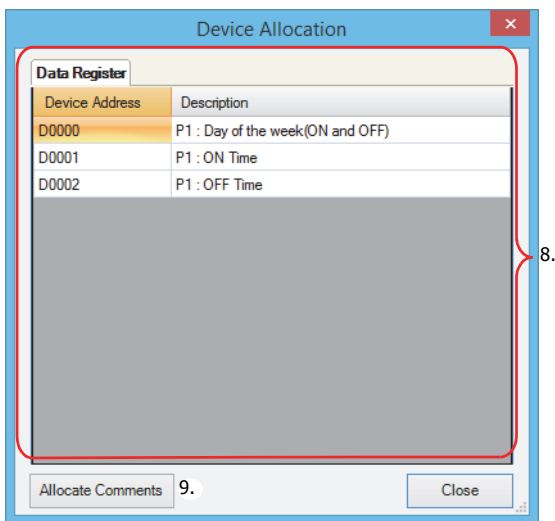 Device Allocation
Data Register
Device Address Description
D0000 P1 : Day of the week(ON and OFF)
D0001 P1 : ON Time
D0002 P1 : OFF Time
8.
Allocate Comments 9. Close